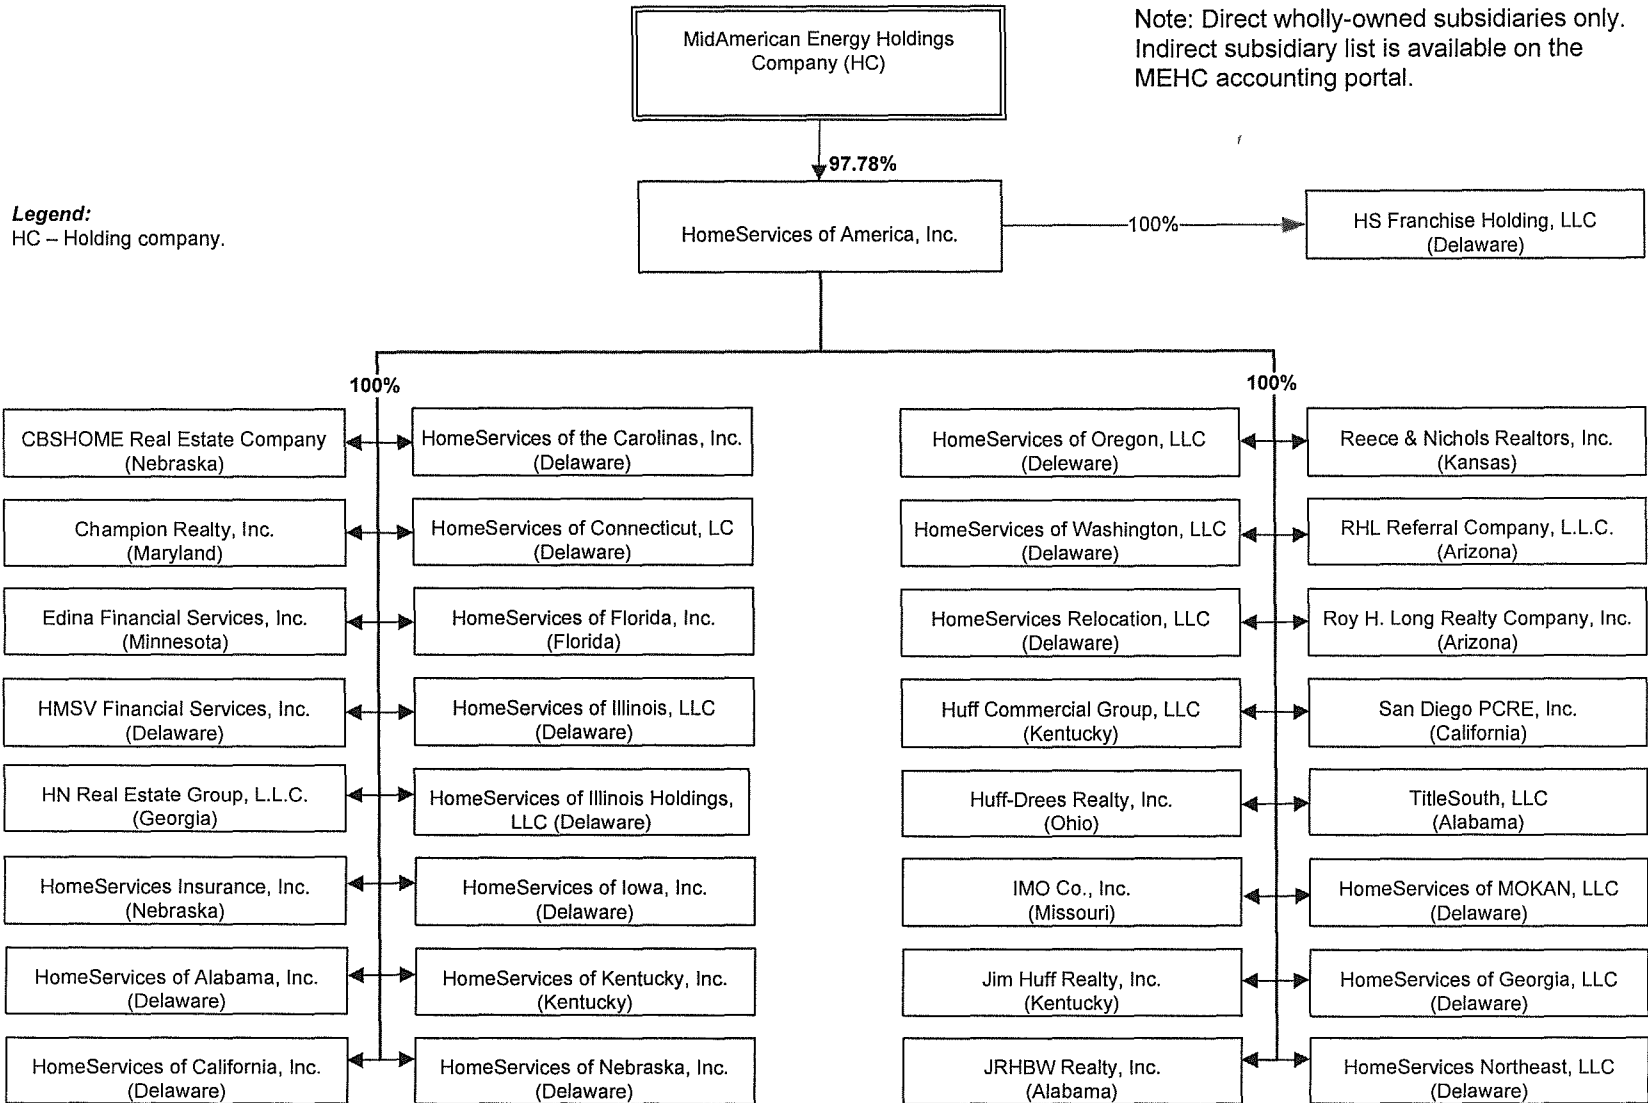 MidAmerican Energy Holdings
Company (HC)
Note: Direct wholly-owned subsidiaries only.
Indirect subsidiary list is available on the
MEHC accounting portal.
97.78%
Legend:
HC – Holding company.
HomeServices of America, Inc.
100%
HS Franchise Holding, LLC
(Delaware)
100%
100%
CBSHOME Real Estate Company
(Nebraska)
HomeServices of the Carolinas, Inc.
(Delaware)
HomeServices of Oregon, LLC
(Deleware)
Reece & Nichols Realtors, Inc.
(Kansas)
Champion Realty, Inc.
(Maryland)
HomeServices of Connecticut, LC
(Delaware)
HomeServices of Washington, LLC
(Delaware)
RHL Referral Company, L.L.C.
(Arizona)
Edina Financial Services, Inc.
(Minnesota)
HomeServices of Florida, Inc.
(Florida)
HomeServices Relocation, LLC
(Delaware)
Roy H. Long Realty Company, Inc.
(Arizona)
HMSV Financial Services, Inc.
(Delaware)
HomeServices of Illinois, LLC
(Delaware)
Huff Commercial Group, LLC
(Kentucky)
San Diego PCRE, Inc.
(California)
HN Real Estate Group, L.L.C.
(Georgia)
HomeServices of Illinois Holdings,
LLC (Delaware)
Huff-Drees Realty, Inc.
(Ohio)
TitleSouth, LLC
(Alabama)
HomeServices Insurance, Inc.
(Nebraska)
HomeServices of Iowa, Inc.
(Delaware)
IMO Co., Inc.
(Missouri)
HomeServices of MOKAN, LLC
(Delaware)
HomeServices of Alabama, Inc.
(Delaware)
HomeServices of Kentucky, Inc.
(Kentucky)
Jim Huff Realty, Inc.
(Kentucky)
HomeServices of Georgia, LLC
(Delaware)
HomeServices of California, Inc.
(Delaware)
HomeServices of Nebraska, Inc.
(Delaware)
JRHBW Realty, Inc.
(Alabama)
HomeServices Northeast, LLC
(Delaware)